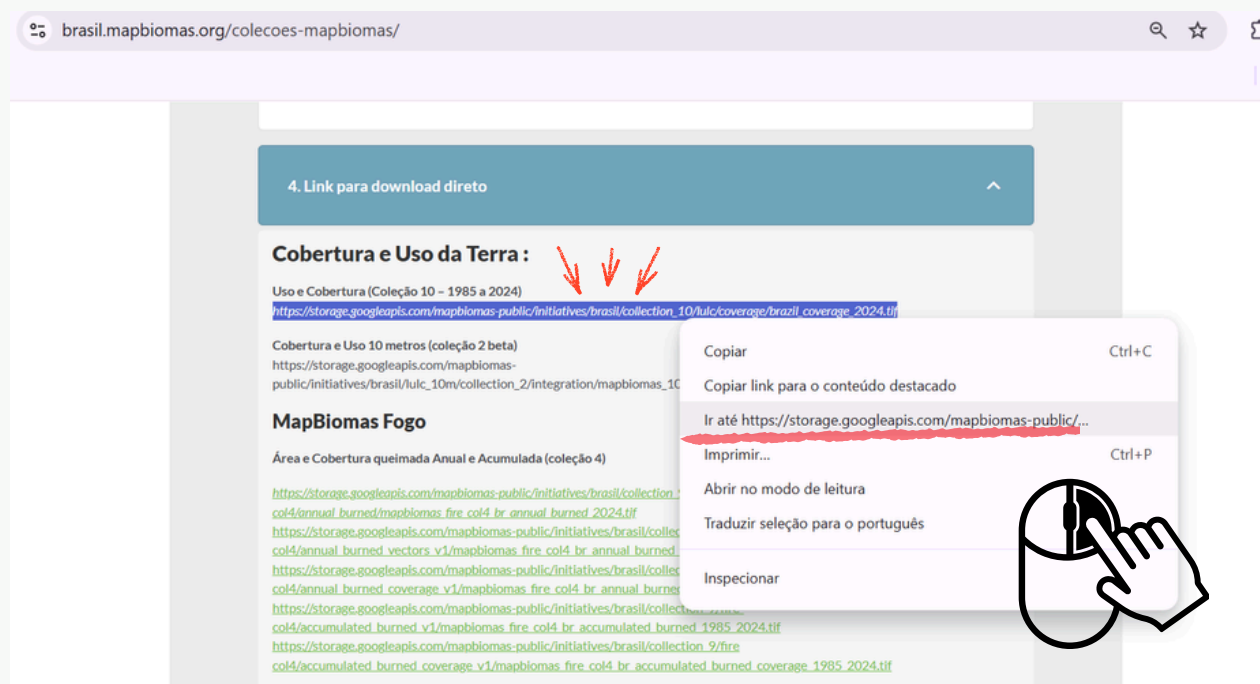 brasil.mapbiomas.org/colecoes-mapbiomas/
4. Link para download direto
Cobertura e Uso da Terra :
Uso e Cobertura (Coleção 10 – 1985 a 2024)
https://storage.googleapis.com/mapbiomas-public/initiatives/brasil/collection_10/lulc/coverage/brazil_coverage_2024.tif
Cobertura e Uso 10 metros (coleção 2 beta)
https://storage.googleapis.com/mapbiomas-
public/initiatives/brasil/lulc_10m/collection_2/integration/mapbiomas_10
MapBiomas Fogo
Área e Cobertura queimada Anual e Acumulada (coleção 4)
https://storage.googleapis.com/mapbiomas-public/initiatives/brasil/collection
col4/annual_burned/mapbiomas_fire_col4_br_annual_burned_2024.tif
https://storage.googleapis.com/mapbiomas-public/initiatives/brasil/collec
col4/annual_burned_vectors_v1/mapbiomas_fire_col4_br_annual_burned
https://storage.googleapis.com/mapbiomas-public/initiatives/brasil/collec
col4/annual_burned_coverage_v1/mapbiomas_fire_col4_br_annual_burne
https://storage.googleapis.com/mapbiomas-public/initiatives/brasil/collection_9/fire-
col4/accumulated_burned_v1/mapbiomas_fire_col4_br_accumulated_burned_1985_2024.tif
https://storage.googleapis.com/mapbiomas-public/initiatives/brasil/collection_9/fire
col4/accumulated_burned_coverage_v1/mapbiomas_fire_col4_br_accumulated_burned_coverage_1985_2024.tif
Copiar Ctrl+C
Copiar link para o conteúdo destacado
Ir até https://storage.googleapis.com/mapbiomas-public/...
Imprimir... Ctrl+P
Abrir no modo de leitura
Traduzir seleção para o português
Inspecionar